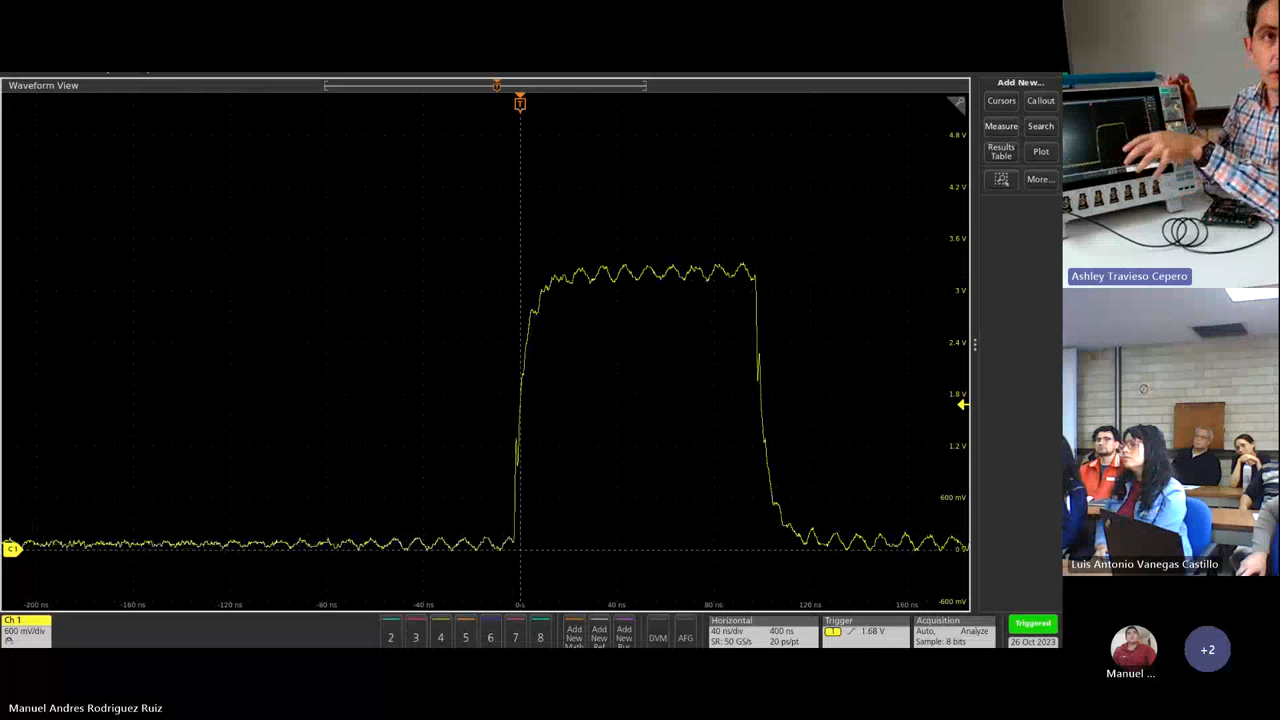 Waveform View
T
T
Add New...
Cursors Callout
Measure Search
Results Table Plot
More...
4.8 V
4.2 V
3.6 V
3 V
2.4 V
1.8 V
1.2 V
600 mV
-600 mV
C 1
-200 ns -160 ns -120 ns -80 ns -40 ns 0 s 40 ns 80 ns 120 ns 160 ns
Ch 1
600 mV/div
2 3 4 5 6 7 8
Add New Math
Add New Ref
Add New Bus
DVM AFG
Horizontal
40 ns/div 400 ns
SR: 50 GS/s 20 ps/pt
Trigger
1 1.68 V
Acquisition
Auto, Analyze
Sample: 8 bits
Triggered
26 Oct 2023
Ashley Travieso Cepero
Luis Antonio Vanegas Castillo
Manuel ...
+2
Manuel Andres Rodriguez Ruiz